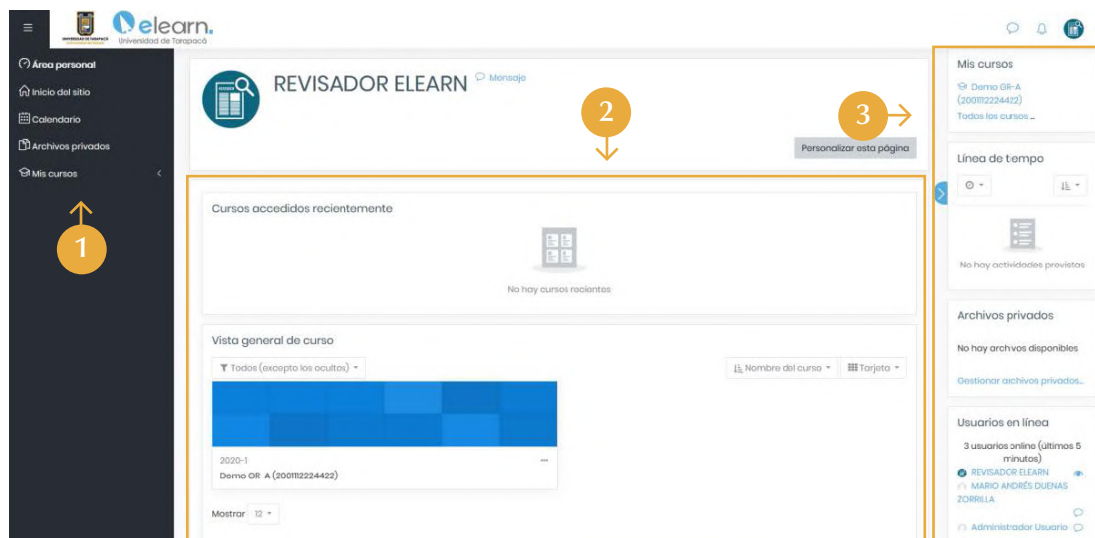 UNIVERSIDAD DE TARAPACÁ
elearn.
Universidad de Tarapacá
Área personal
Inicio del sitio
Calendario
Archivos privados
Mis cursos
1
REVISADOR ELEARN
Mensaje
2
Personalizar esta página
Cursos accedidos recientemente
No hay cursos recientes
Vista general de curso
Todos (excepto los ocultos)
Nombre del curso
Tarjeta
2020-1
Demo GR-A (2001112224422)
Mostrar 12
3
Mis cursos
Demo GR-A
(2001112224422)
Todos los cursos ...
Línea de tempo
No hay actividades previstas
Archivos privados
No hay archivos disponibles
Gestionar archivos privados...
Usuarios en línea
3 usuarios online (últimos 5
minutos)
REVISADOR ELEARN
MARIO ANDRÉS DUENAS
ZORRILLA
Administrador Usuario